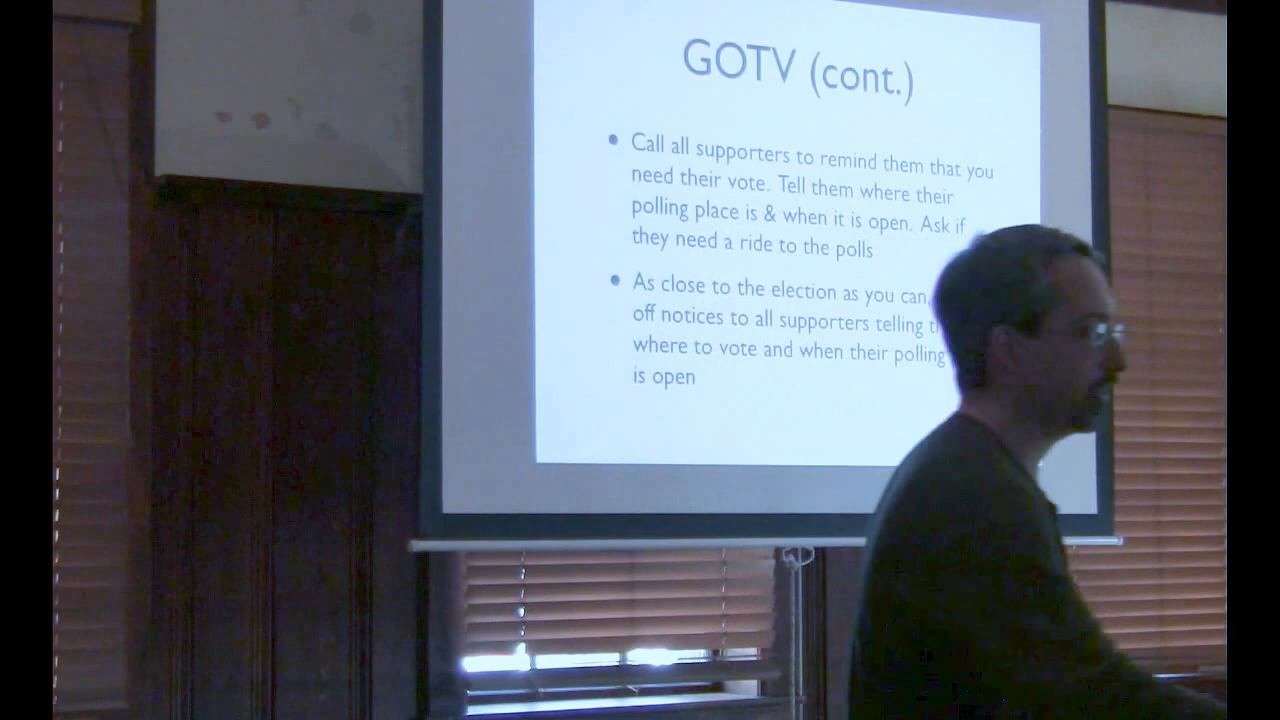 GOTV (cont.)
• Call all supporters to remind them that you
need their vote. Tell them where their
polling place is & when it is open. Ask if
they need a ride to the polls
• As close to the election as you can,
off notices to all supporters telling
where to vote and when their polling
is open